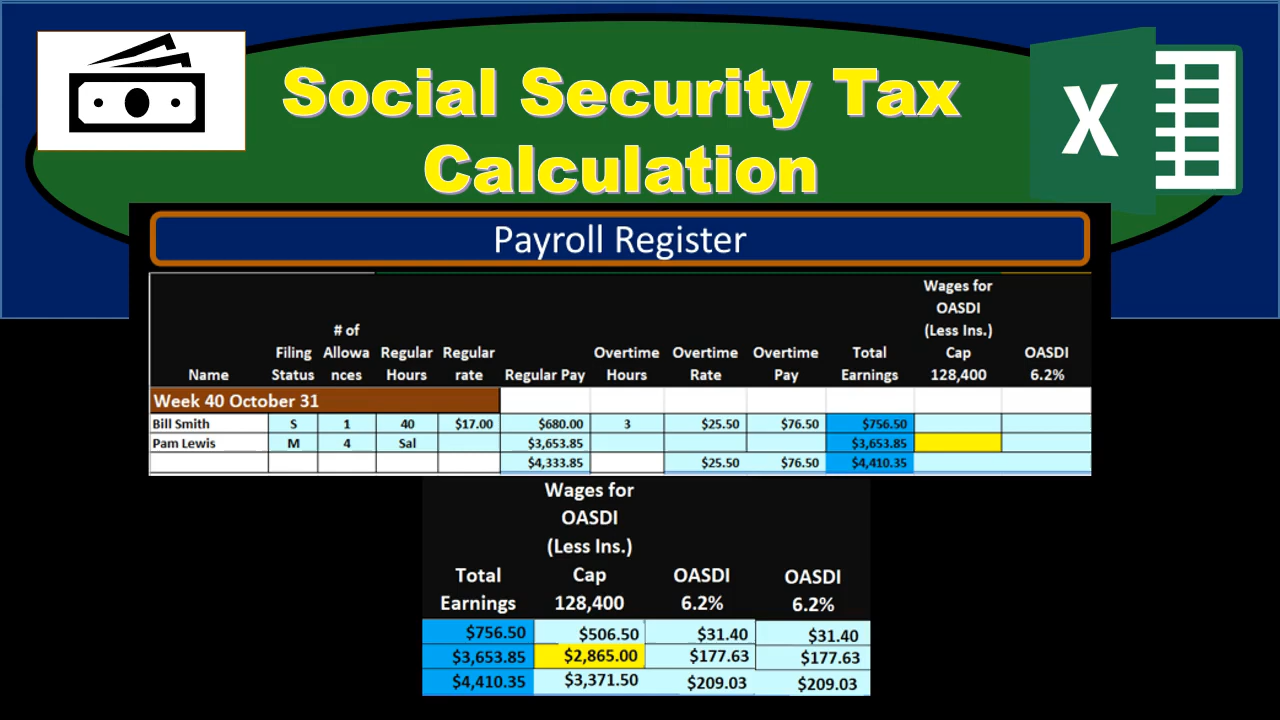 Social Security Tax
Calculation
X
Payroll Register
Name Filing Status # of Allowa nces Regular Hours Regular rate Regular Pay Overtime Hours Overtime Rate Overtime Pay Total Earnings Wages for OASDI (Less Ins.) Cap 128,400 OASDI 6.2%
Week 40 October 31
Bill Smith S 1 40 $17.00 $680.00 3 $25.50 $76.50 $756.50
Pam Lewis M 4 Sal $3,653.85 $3,653.85
$4,333.85 $25.50 $76.50 $4,410.35
Total Earnings Wages for OASDI (Less Ins.) Cap 128,400 OASDI 6.2% OASDI 6.2%
$756.50 $506.50 $31.40 $31.40
$3,653.85 $2,865.00 $177.63 $177.63
$4,410.35 $3,371.50 $209.03 $209.03